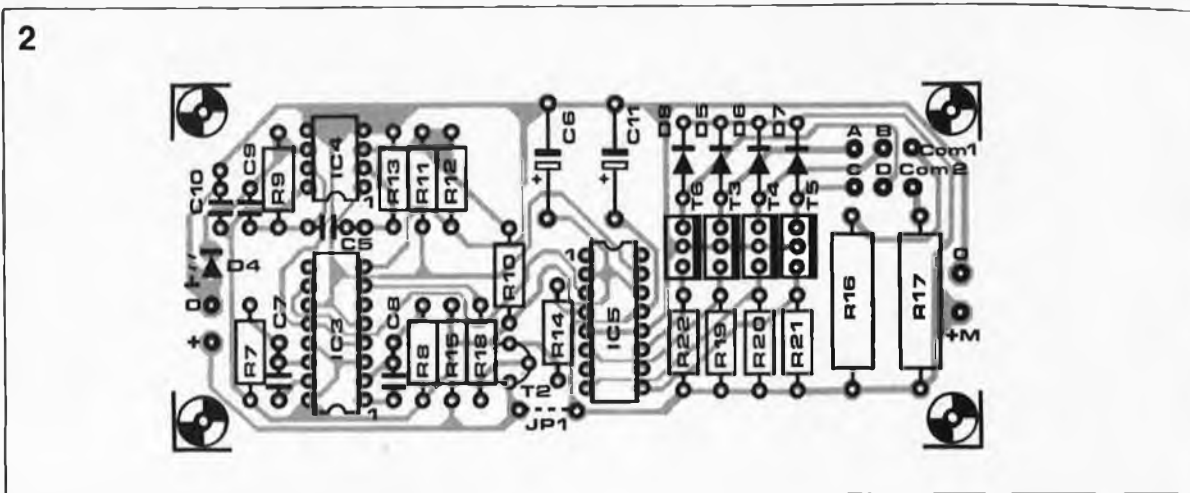 2
C6
C11
D8
D5
D6
D7
A
B
Com1
C
D
Com2
C10
C9
R9
IC4
1
R13
R11
R12
T6
T3
T4
T5
C5
D4
0
+
R10
1
IC5
R16
R17
0
+M
R7
C7
IC3
1
C8
R8
R15
R18
R14
R22
R19
R20
R21
T2
JP1